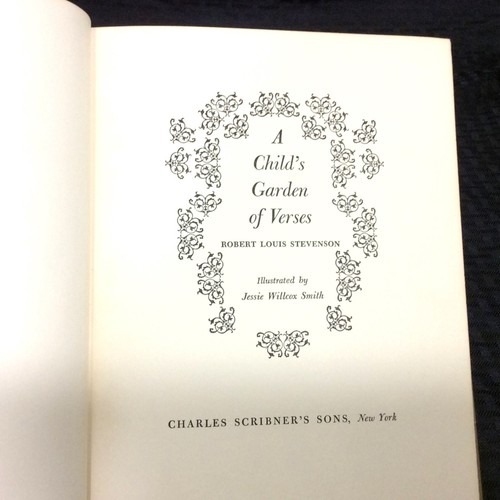 A
Child's
Garden
of Verses
ROBERT LOUIS STEVENSON
Illustrated by
Jessie Willcox Smith
CHARLES SCRIBNER'S SONS, New York